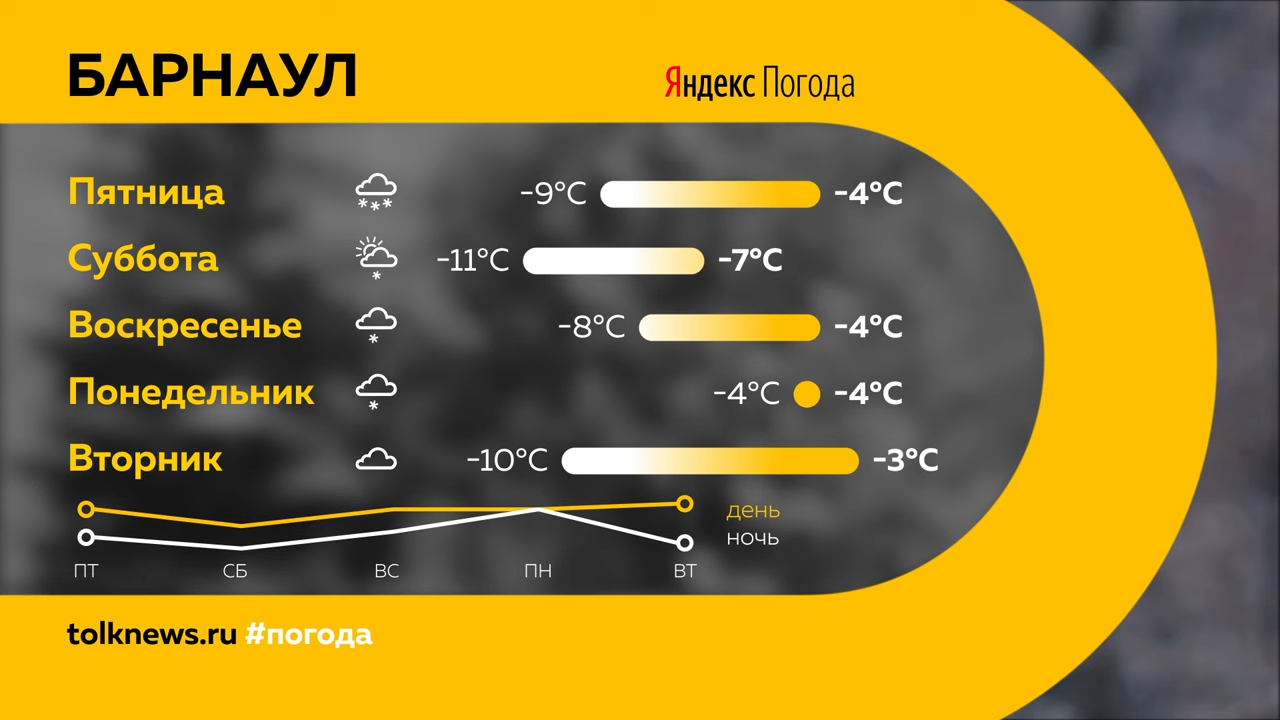 БАРНАУЛ
Яндекс Погода
Пятница -9°C -4°C
Суббота -11°C -7°C
Воскресенье -8°C -4°C
Понедельник -4°C -4°C
Вторник -10°C -3°C
день
ночь
ПТ СБ ВС ПН ВТ
tolknews.ru #погода